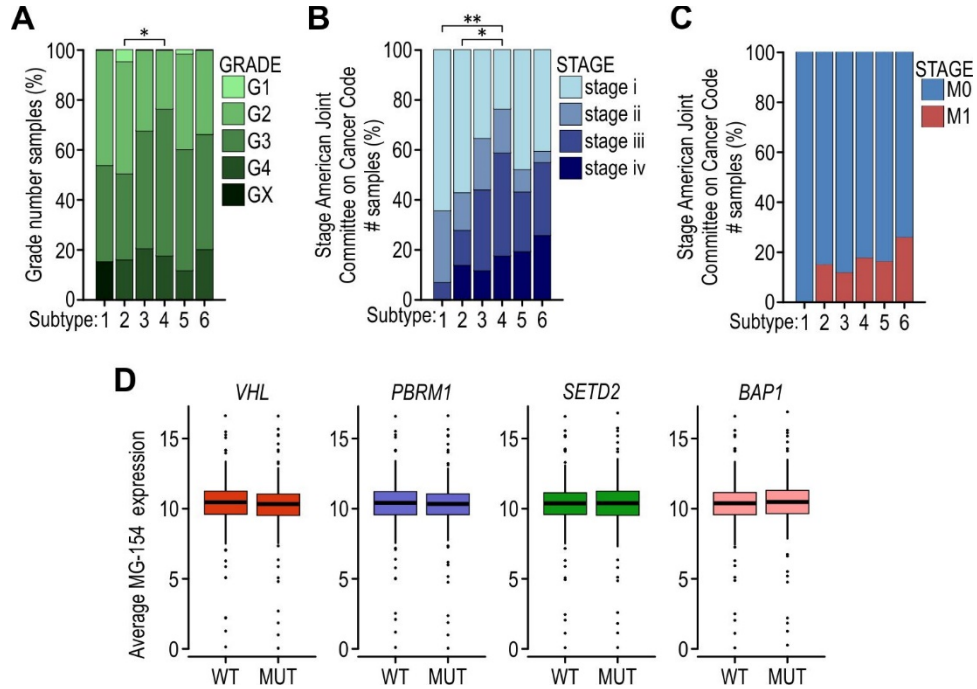 A
Grade number samples (%)
100
80
60
40
20
0
*
GRADE
G1
G2
G3
G4
GX
Subtype: 1 2 3 4 5 6
B
Stage American Joint
Committee on Cancer Code
# samples (%)
100
80
60
40
20
0
**
*
STAGE
stage i
stage ii
stage iii
stage iv
Subtype: 1 2 3 4 5 6
C
Stage American Joint
Committee on Cancer Code
# samples (%)
100
80
60
40
20
0
STAGE
M0
M1
Subtype: 1 2 3 4 5 6
D
Average MG-154 expression
VHL
15
10
5
0
WT MUT
PBRM1
15
10
5
0
WT MUT
SETD2
15
10
5
0
WT MUT
BAP1
15
10
5
0
WT MUT